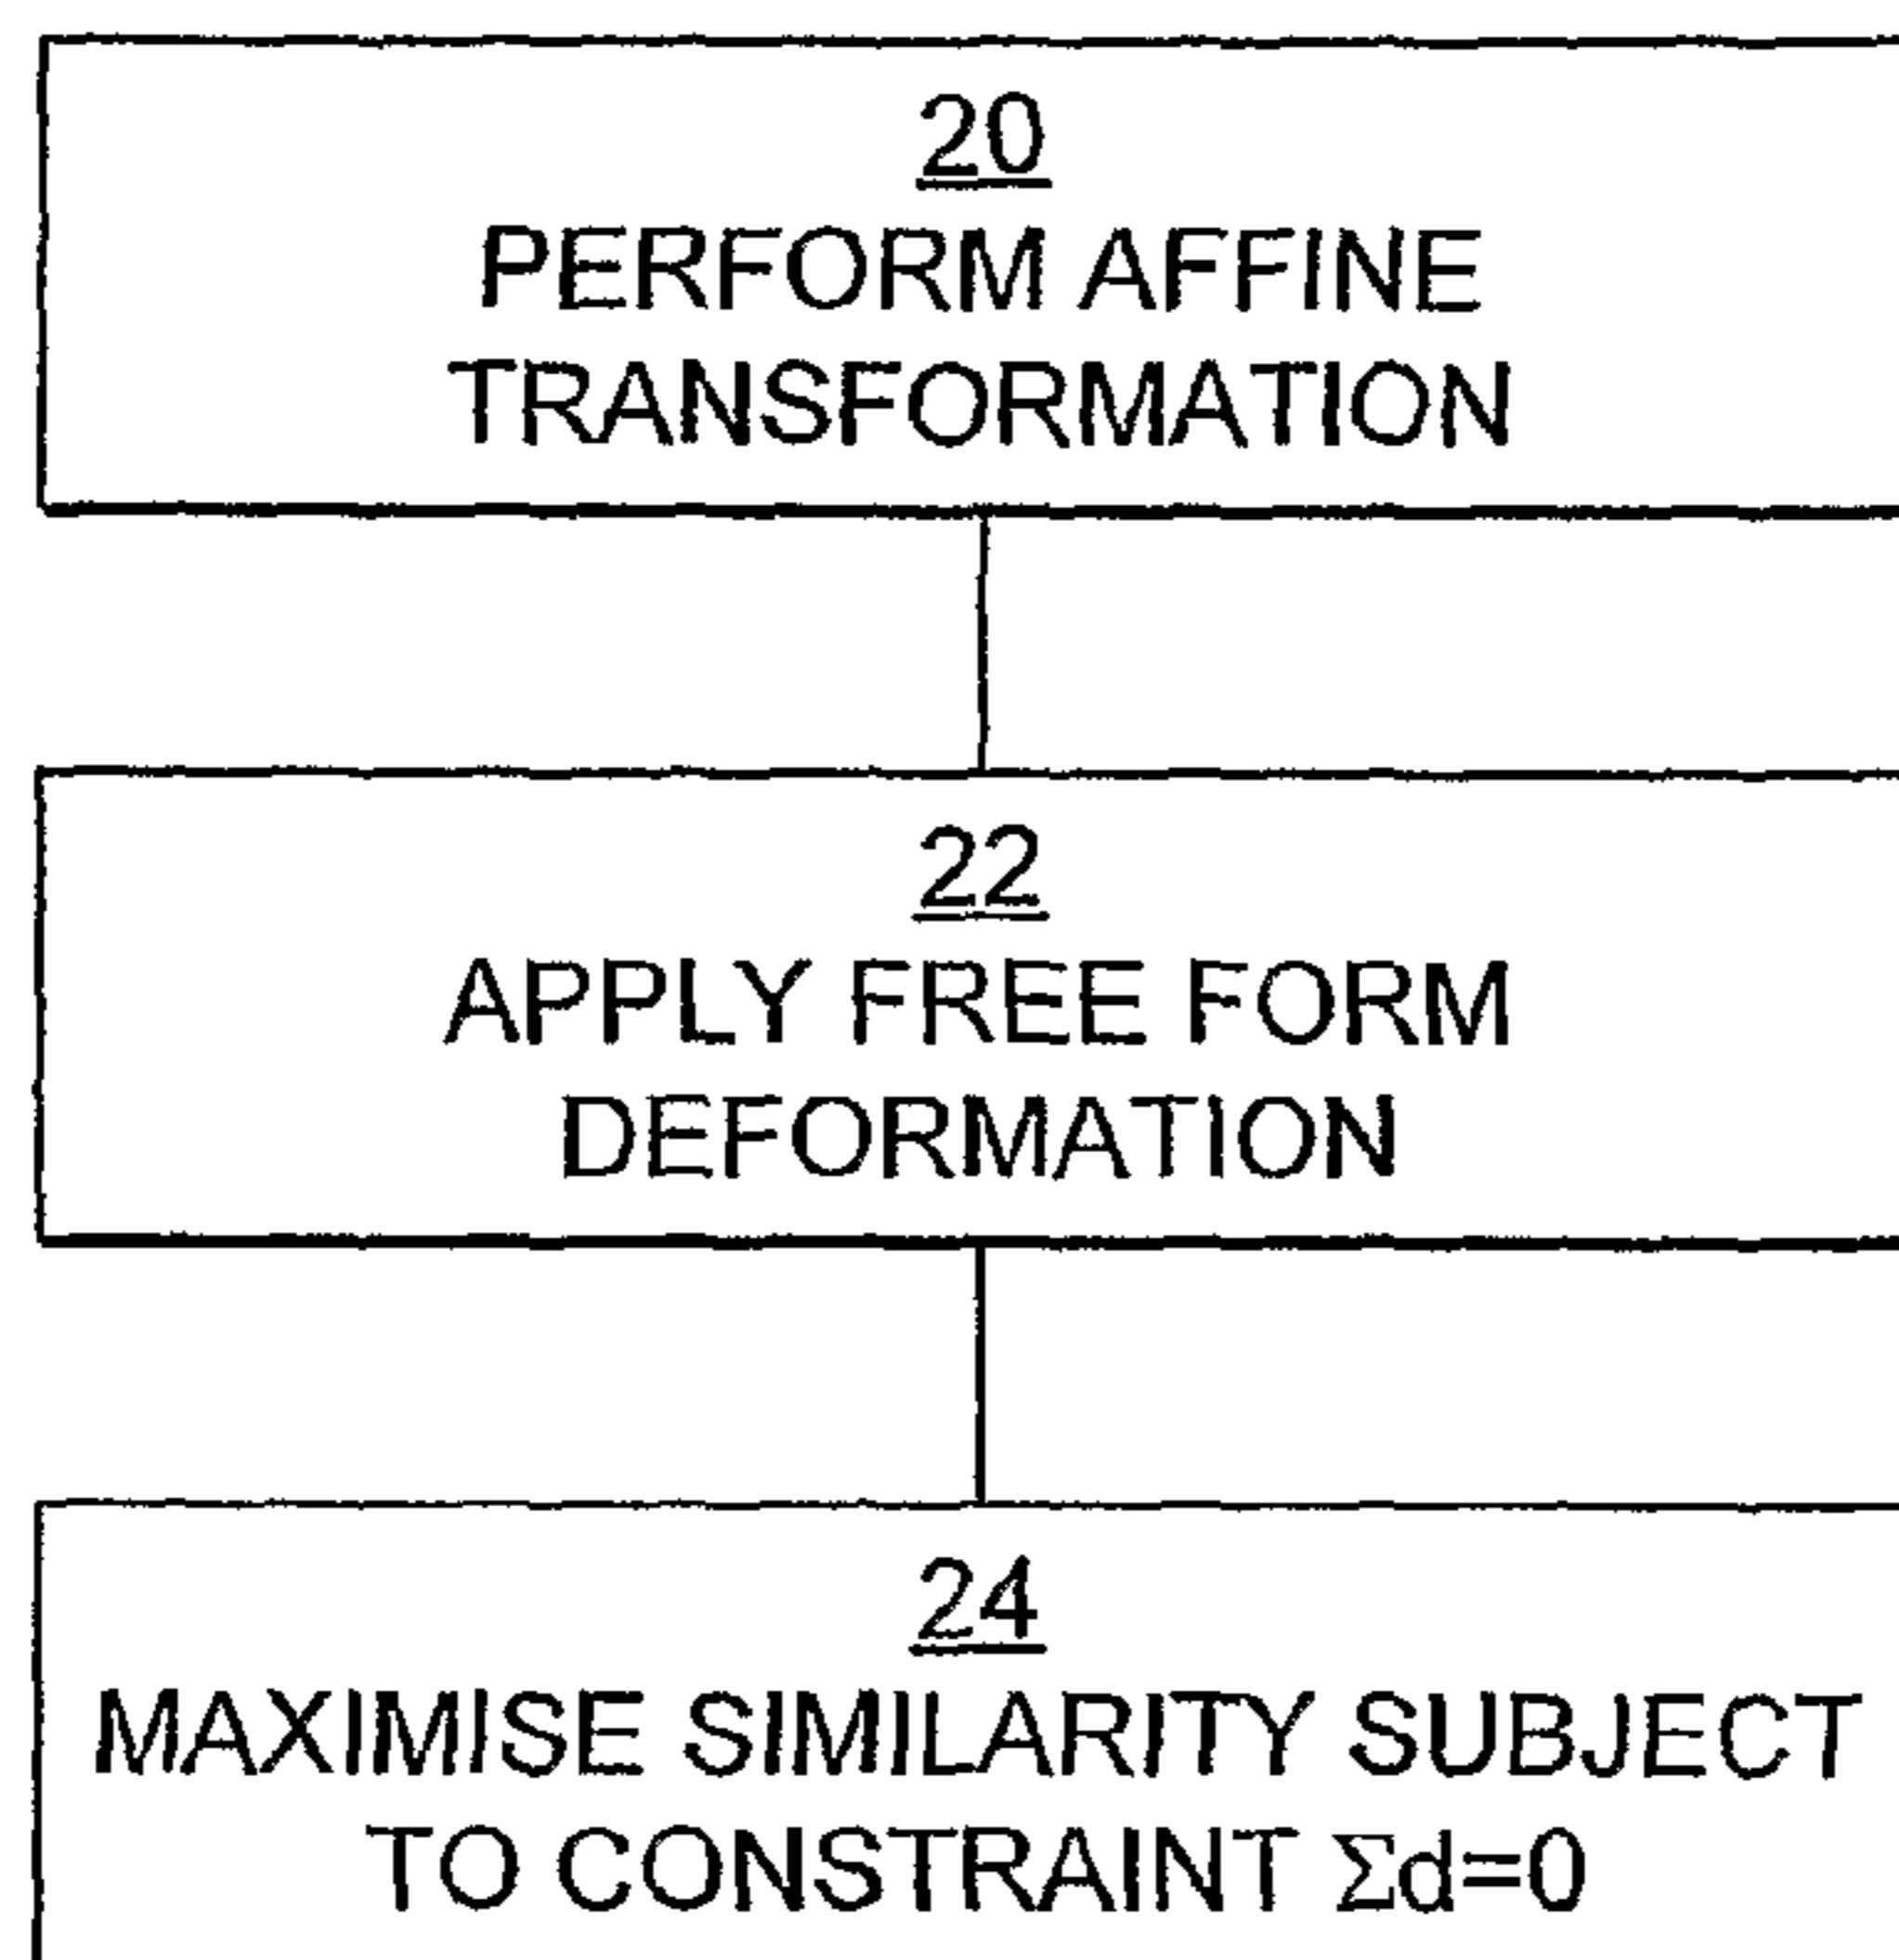 20
PERFORM AFFINE
TRANSFORMATION
22
APPLY FREE FORM
DEFORMATION
24
MAXIMISE SIMILARITY SUBJECT
TO CONSTRAINT Σd=0